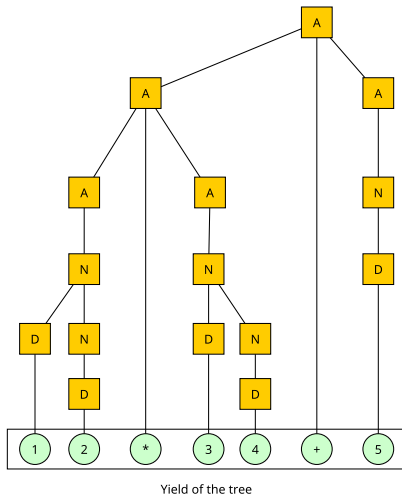 A
A A
A A N
N N D
D N D N
D D
1 2 * 3 4 + 5
Yield of the tree